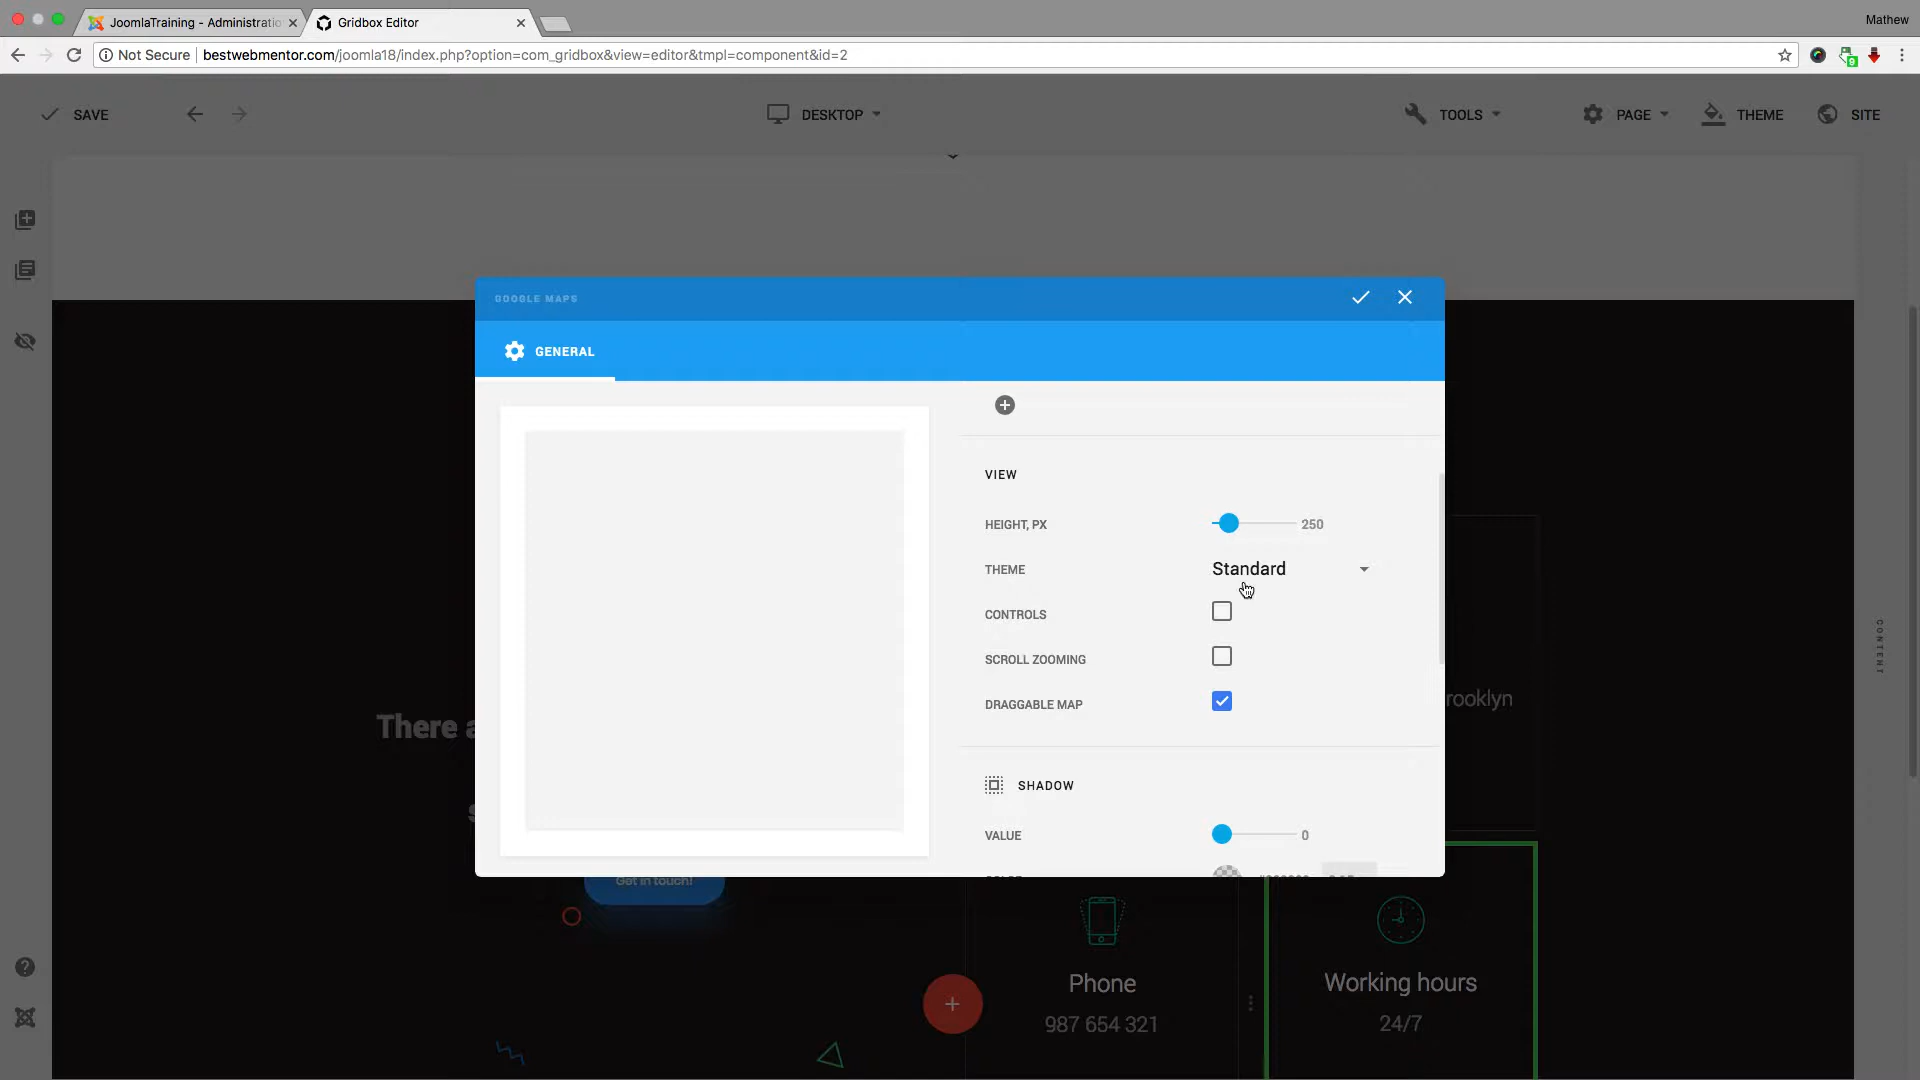 JoomlaTraining - Administratio
Gridbox Editor
Mathew
Not Secure
bestwebmentor.com/joomla18/index.php?option=com_gridbox&view=editor&tmpl=component&id=2
9
SAVE
DESKTOP
TOOLS
PAGE
THEME
SITE
GOOGLE MAPS
GENERAL
VIEW
HEIGHT, PX
250
THEME
Standard
CONTROLS
SCROLL ZOOMING
DRAGGABLE MAP
SHADOW
VALUE
0
CONTENT
rooklyn
There a
s
Get in touch!
Phone
987 654 321
Working hours
24/7